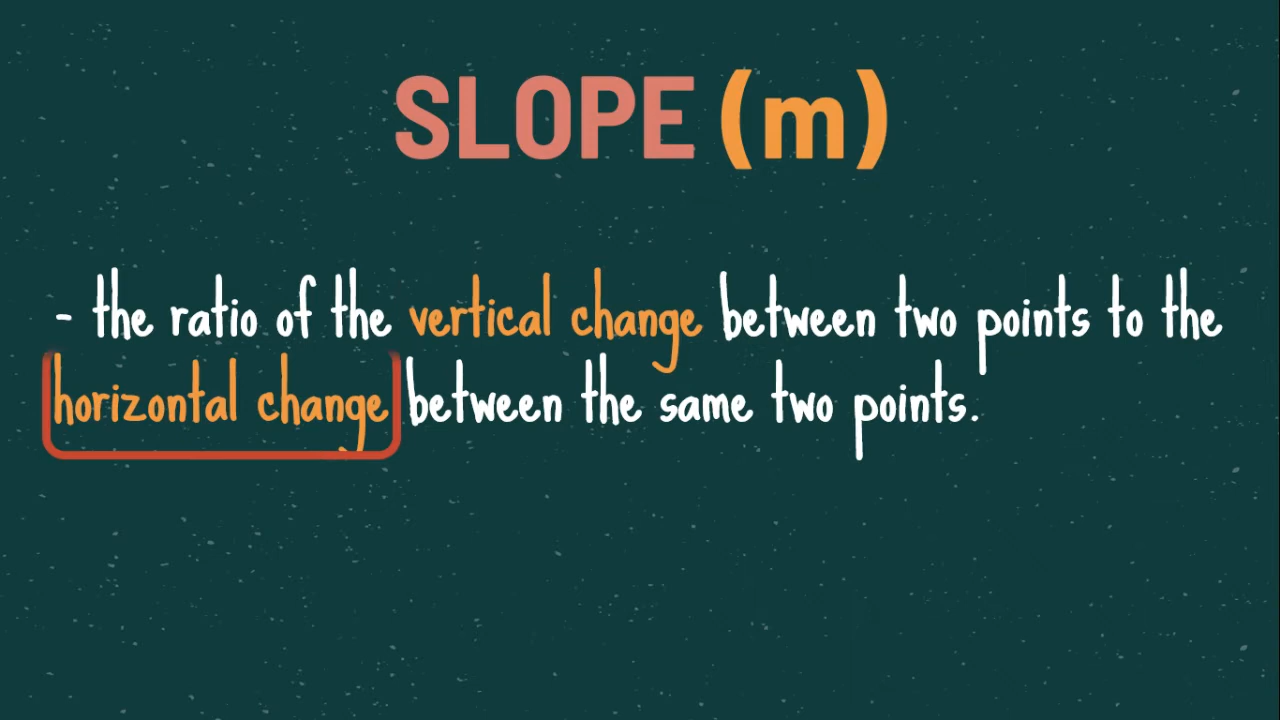 SLOPE (m)
- the ratio of the vertical change between two points to the
horizontal change between the same two points.